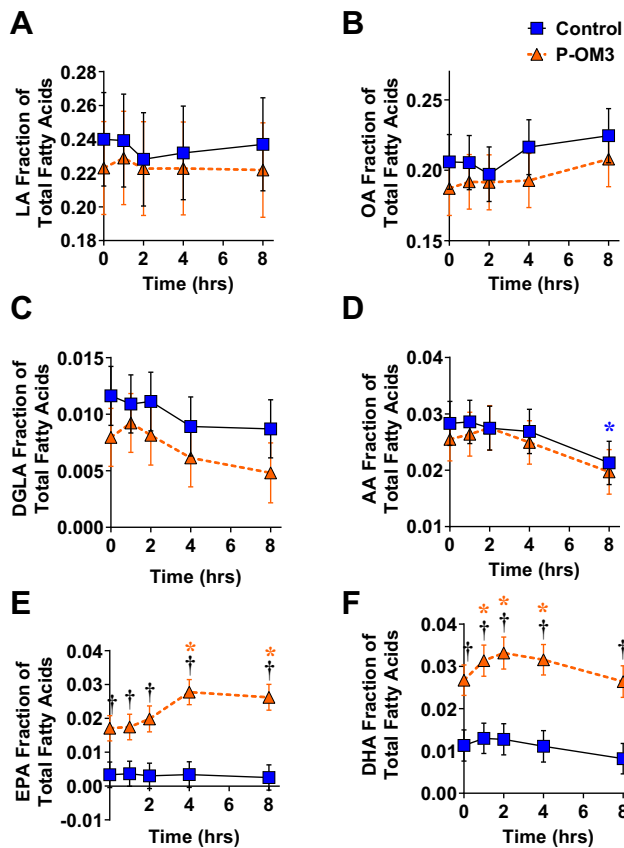 A
B
Control
P-OM3
LA Fraction of
Total Fatty Acids
0.28
0.26
0.24
0.22
0.20
0.18
0 2 4 6 8
Time (hrs)
OA Fraction of
Total Fatty Acids
0.25
0.20
0.15
0 2 4 6 8
Time (hrs)
C
D
DGLA Fraction of
Total Fatty Acids
0.015
0.010
0.005
0.000
0 2 4 6 8
Time (hrs)
AA Fraction of
Total Fatty Acids
0.04
0.03
0.02
0.01
*
0 2 4 6 8
Time (hrs)
E
F
EPA Fraction of
Total Fatty Acids
0.04
0.03
0.02
0.01
0.00
-0.01
* *
† † † † †
0 2 4 6 8
Time (hrs)
DHA Fraction of
Total Fatty Acids
0.04
0.03
0.02
0.01
0.00
* * *
† † † † †
0 2 4 6 8
Time (hrs)